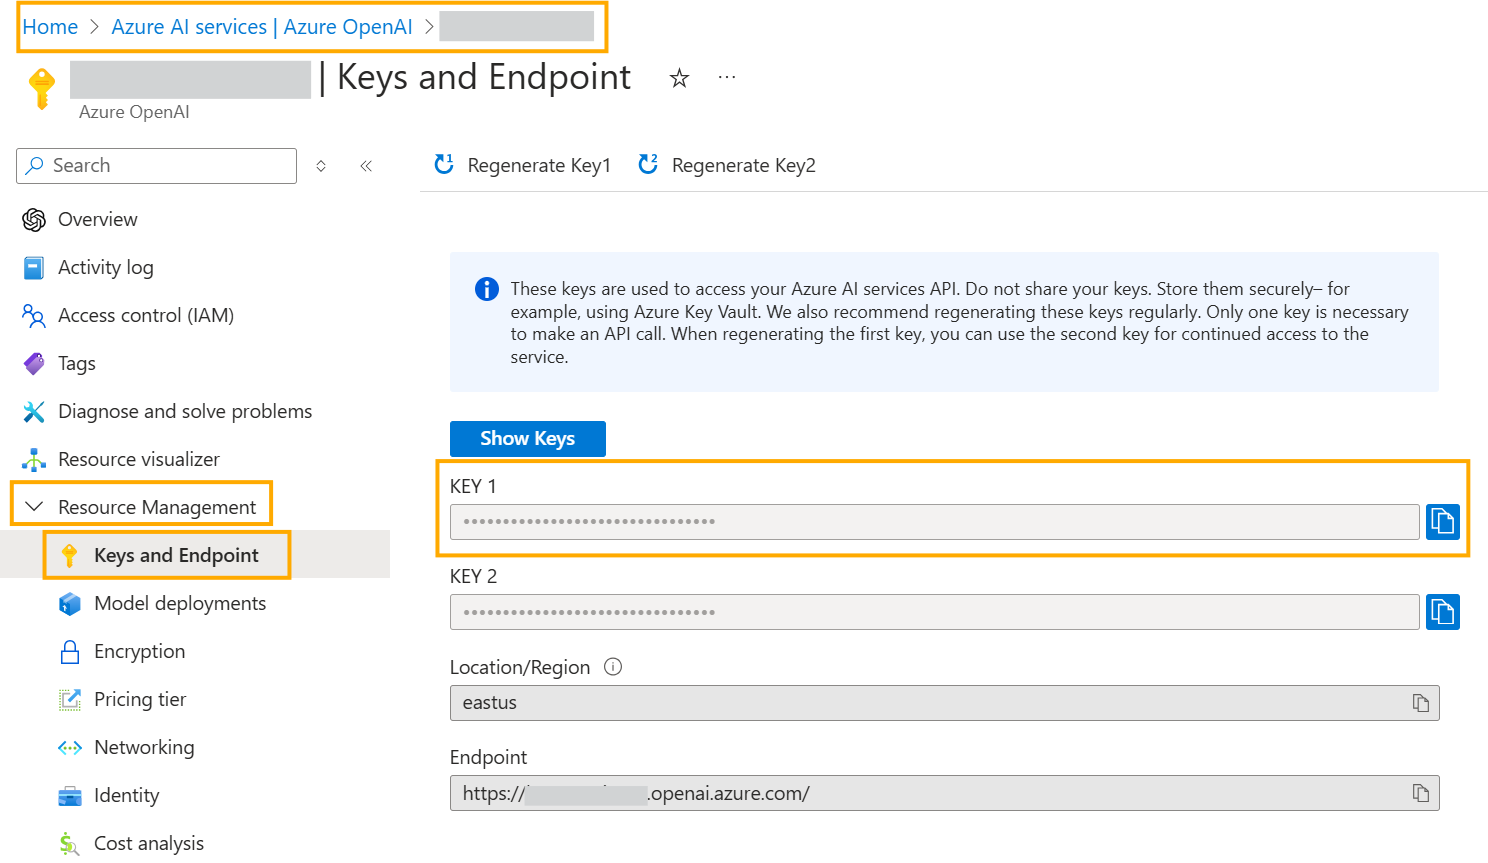 Home > Azure AI services | Azure OpenAI >
| Keys and Endpoint ☆ ...
Azure OpenAI
Search
Regenerate Key1
Regenerate Key2
Overview
Activity log
Access control (IAM)
Tags
Diagnose and solve problems
Resource visualizer
Resource Management
Keys and Endpoint
Model deployments
Encryption
Pricing tier
Networking
Identity
Cost analysis
These keys are used to access your Azure AI services API. Do not share your keys. Store them securely– for
example, using Azure Key Vault. We also recommend regenerating these keys regularly. Only one key is necessary
to make an API call. When regenerating the first key, you can use the second key for continued access to the
service.
Show Keys
KEY 1
••••••••••••••••••••••••••••••••
KEY 2
••••••••••••••••••••••••••••••••
Location/Region
eastus
Endpoint
https:// .openai.azure.com/